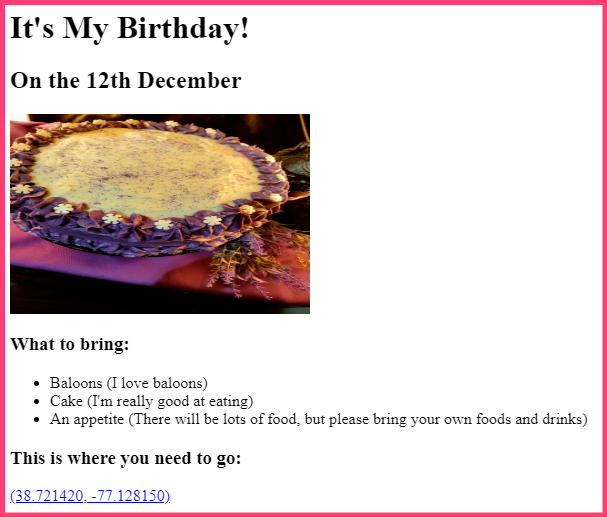 It's My Birthday!
On the 12th December
What to bring:
Baloons (I love baloons)
Cake (I'm really good at eating)
An appetite (There will be lots of food, but please bring your own foods and drinks)
This is where you need to go:
(38.721420, -77.128150)